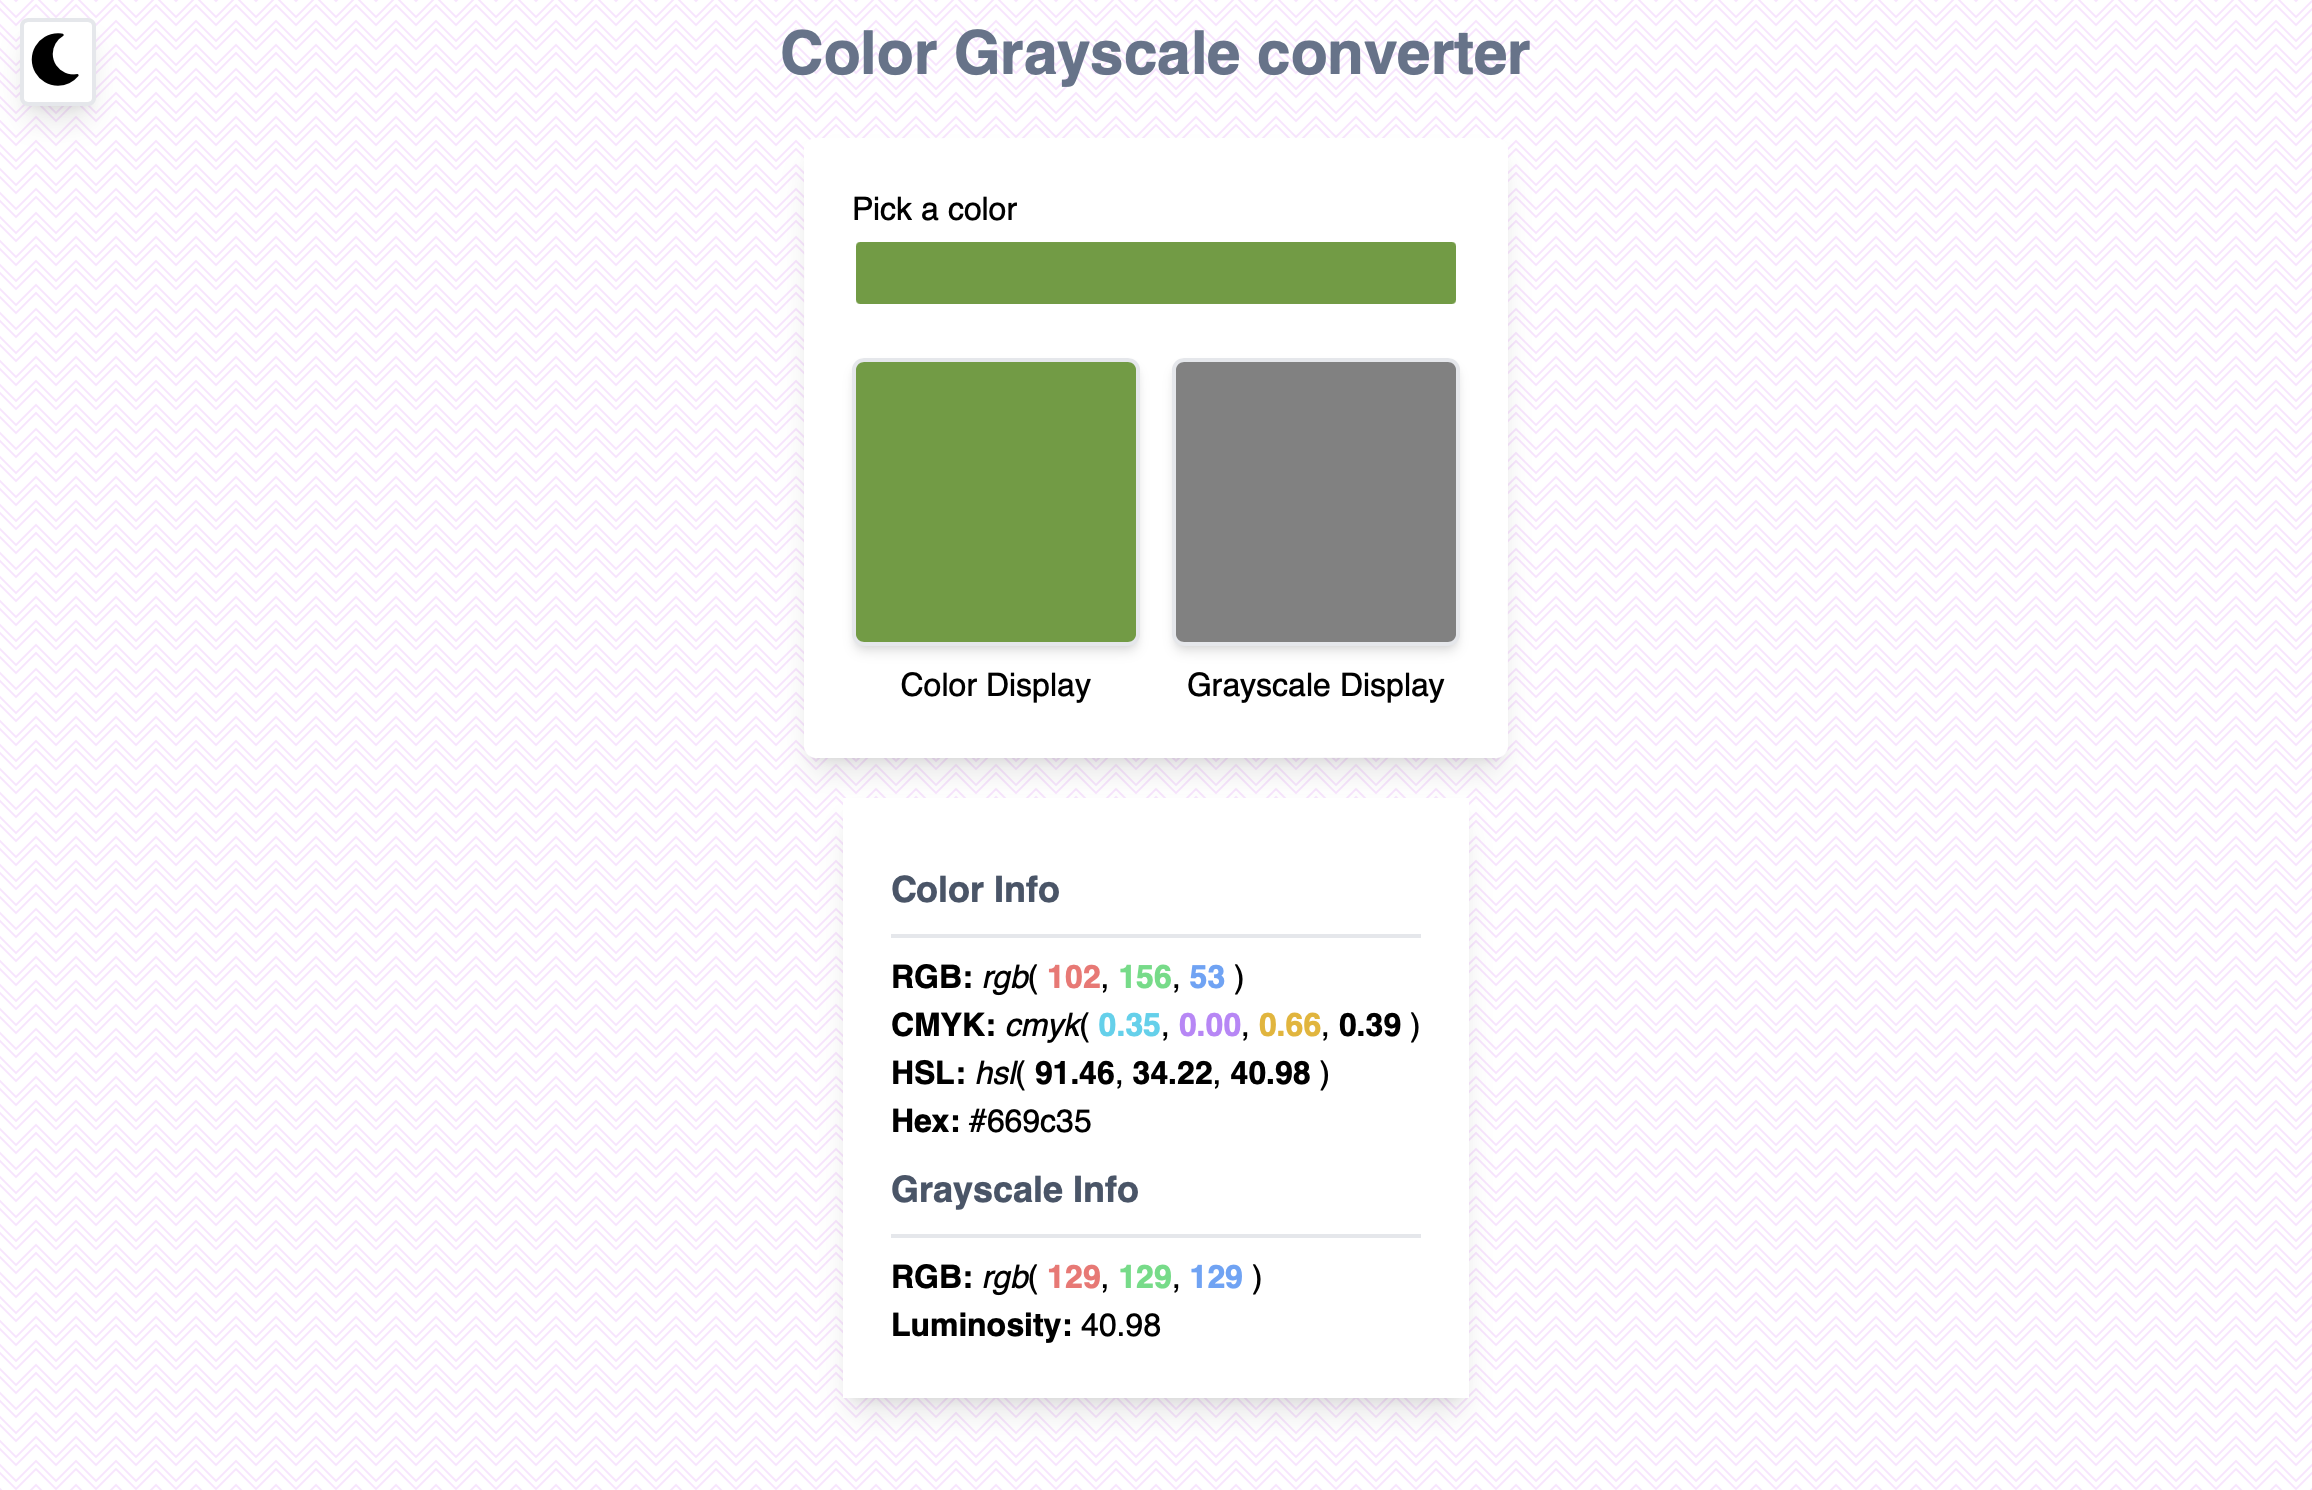 Color Grayscale converter
Pick a color
Color Display
Grayscale Display
Color Info
RGB: rgb( 102, 156, 53 )
CMYK: cmyk( 0.35, 0.00, 0.66, 0.39 )
HSL: hsl( 91.46, 34.22, 40.98 )
Hex: #669c35
Grayscale Info
RGB: rgb( 129, 129, 129 )
Luminosity: 40.98